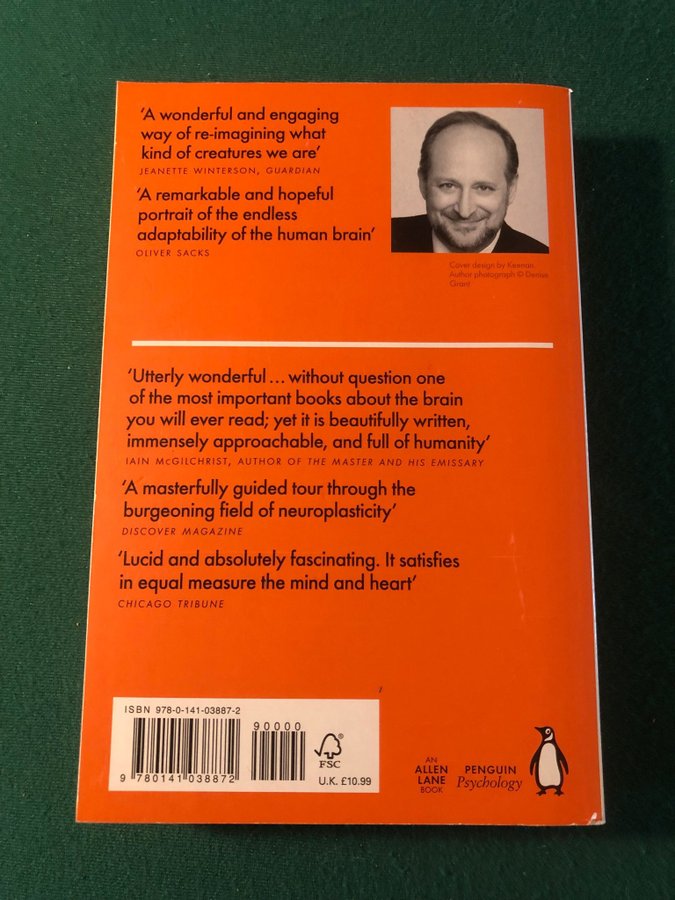 ‘A wonderful and engaging
way of re-imagining what
kind of creatures we are’
JEANETTE WINTERSON, GUARDIAN
‘A remarkable and hopeful
portrait of the endless
adaptability of the human brain’
OLIVER SACKS
Cover design by Keenan
Author photograph © Denise
Grant
‘Utterly wonderful ... without question one
of the most important books about the brain
you will ever read; yet it is beautifully written,
immensely approachable, and full of humanity’
IAIN McGILCHRIST, AUTHOR OF THE MASTER AND HIS EMISSARY
‘A masterfully guided tour through the
burgeoning field of neuroplasticity’
DISCOVER MAGAZINE
‘Lucid and absolutely fascinating. It satisfies
in equal measure the mind and heart’
CHICAGO TRIBUNE
ISBN 978-0-141-03887-2
90000
9 780141 038872
FSC
U.K. £10.99
AN
ALLEN
LANE
BOOK
PENGUIN
Psychology